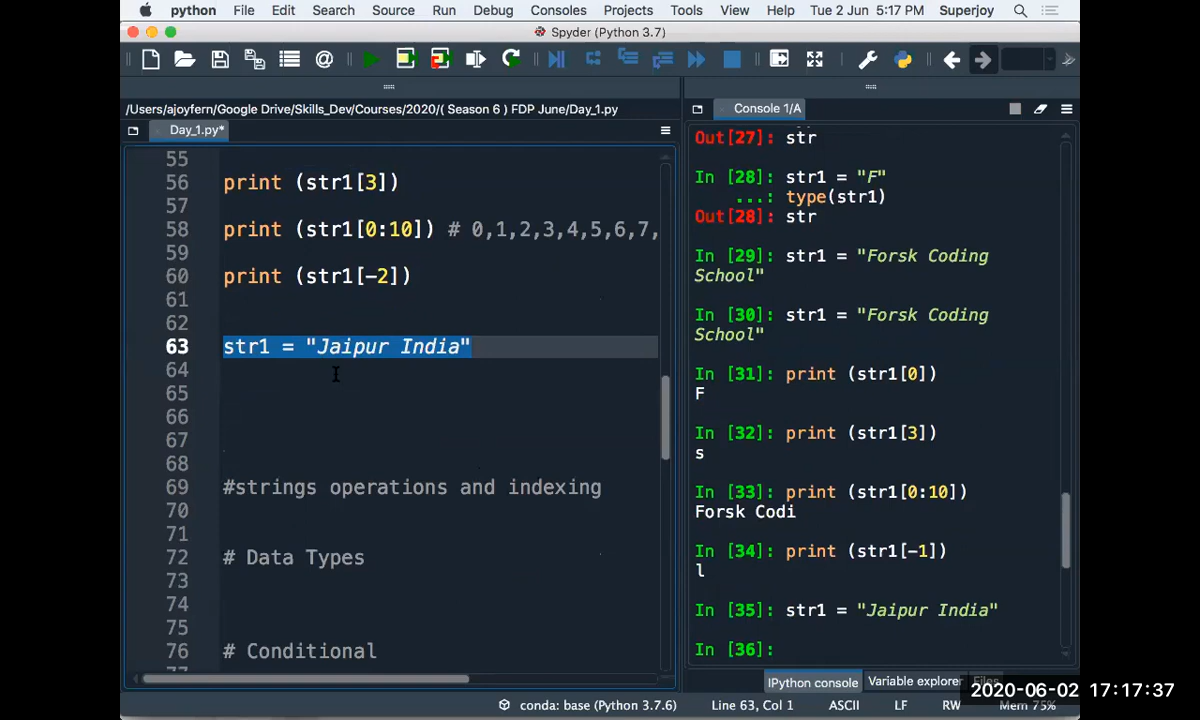 python File Edit Search Source Run Debug Consoles Projects Tools View Help Tue 2 Jun 5:17 PM Superjoy
Spyder (Python 3.7)
/Users/ajoyfern/Google Drive/Skills_Dev/Courses/2020/( Season 6 ) FDP June/Day_1.py
Day_1.py*
55
56 print (str1[3])
57
58 print (str1[0:10]) # 0,1,2,3,4,5,6,7,
59
60 print (str1[-2])
61
62
63 str1 = "Jaipur India"
64
65
66
67
68
69 #strings operations and indexing
70
71
72 # Data Types
73
74
75
76 # Conditional
77
Console 1/A
Out[27]: str
In [28]: str1 = "F"
...: type(str1)
Out[28]: str
In [29]: str1 = "Forsk Coding
School"
In [30]: str1 = "Forsk Coding
School"
In [31]: print (str1[0])
F
In [32]: print (str1[3])
s
In [33]: print (str1[0:10])
Forsk Codi
In [34]: print (str1[-1])
l
In [35]: str1 = "Jaipur India"
In [36]:
IPython console Variable explorer Files
2020-06-02 17:17:37
conda: base (Python 3.7.6) Line 63, Col 1 ASCII LF RW Mem 75%